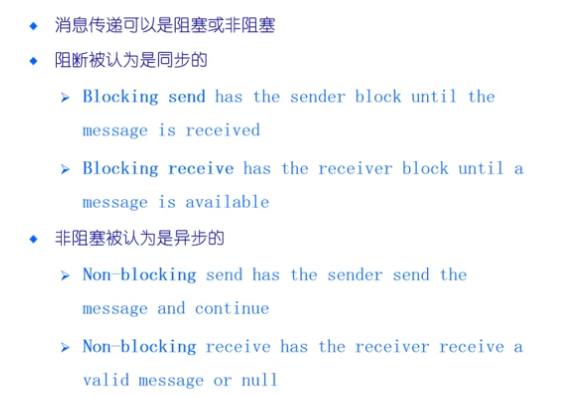 消息传递可以是阻塞或非阻塞
阻断被认为是同步的
Blocking send has the sender block until the
message is received
Blocking receive has the receiver block until a
message is available
非阻塞被认为是异步的
Non-blocking send has the sender send the
message and continue
Non-blocking receive has the receiver receive a
valid message or null